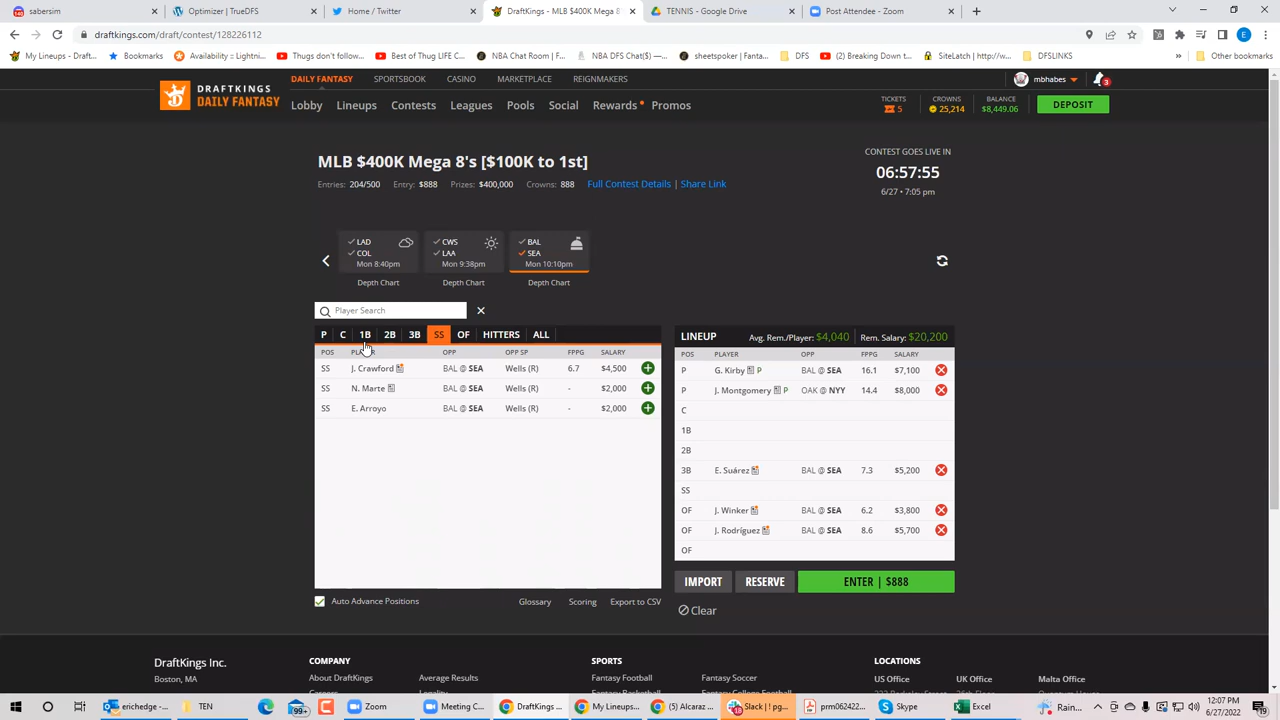 sabersim
Optimizer | TrueDFS
Home / Twitter
DraftKings - MLB $400K Mega 8'
TENNIS - Google Drive
Post Attendee - Zoom
draftkings.com/draft/contest/128226112
My Lineups - Draft...
Bookmarks
Availability :: Lightni...
Thugs don't follow...
Best of Thug LIFE C...
NBA Chat Room | F...
NBA DFS Chat($) -...
sheetspoker | Fanta...
DFS
(2) Breaking Down t...
SiteLatch | http://w...
DFSLINKS
Other bookmarks
DRAFTKINGS
DAILY FANTASY
DAILY FANTASY
SPORTSBOOK
CASINO
MARKETPLACE
REIGNMAKERS
mbhabes
3
Lobby
Lineups
Contests
Leagues
Pools
Social
Rewards
Promos
TICKETS
5
CROWNS
25,214
BALANCE
$8,449.06
DEPOSIT
MLB $400K Mega 8's [$100K to 1st]
Entries: 204/500
Entry: $888
Prizes: $400,000
Crowns: 888
Full Contest Details | Share Link
CONTEST GOES LIVE IN
06:57:55
6/27 • 7:05 pm
LAD
COL
Mon 8:40pm
Depth Chart
CWS
LAA
Mon 9:38pm
Depth Chart
BAL
SEA
Mon 10:10pm
Depth Chart
Player Search
P C 1B 2B 3B SS OF HITTERS ALL
POS OPP OPP SP FPPG SALARY
SS J. Crawford BAL @ SEA Wells (R) 6.7 $4,500
SS N. Marte BAL @ SEA Wells (R) - $2,000
SS E. Arroyo BAL @ SEA Wells (R) - $2,000
Auto Advance Positions
Glossary
Scoring
Export to CSV
LINEUP Avg. Rem./Player: $4,040 Rem. Salary: $20,200
POS PLAYER OPP FPPG SALARY
P G. Kirby P BAL @ SEA 16.1 $7,100
P J. Montgomery P OAK @ NYY 14.4 $8,000
C
1B
2B
3B E. Suárez BAL @ SEA 7.3 $5,200
SS
OF J. Winker BAL @ SEA 6.2 $3,800
OF J. Rodríguez BAL @ SEA 8.6 $5,700
OF
IMPORT
RESERVE
ENTER | $888
Clear
DraftKings Inc.
Boston, MA
COMPANY
About DraftKings
Average Results
SPORTS
Fantasy Football
Fantasy Soccer
LOCATIONS
US Office
UK Office
Malta Office
erichedge - ...
TEN
99+
Zoom
Meeting C...
DraftKings ...
My Lineups...
(5) Alcaraz ...
Slack | ! pg...
prm062422...
Skype
Excel
Rain...
12:07 PM
6/27/2022